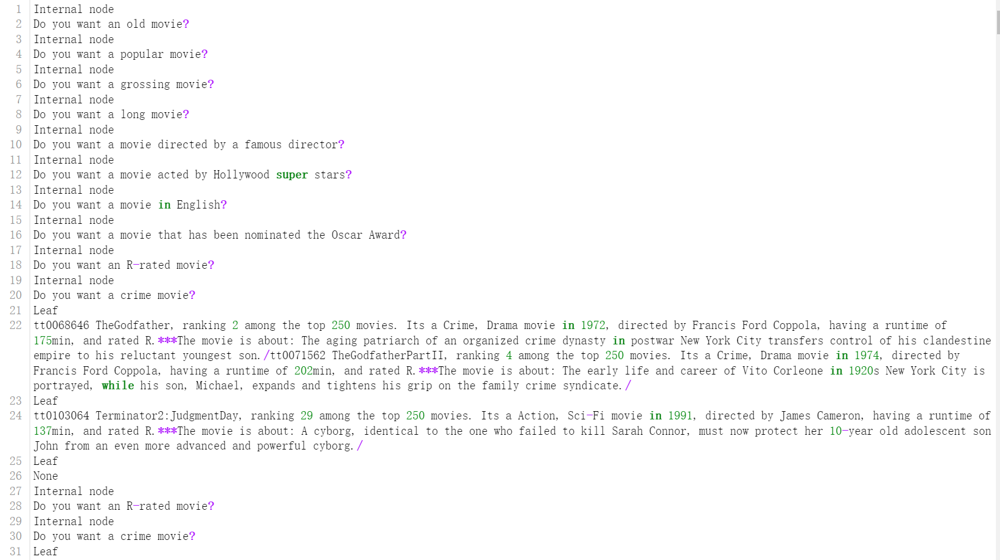 1 Internal node
2 Do you want an old movie?
3 Internal node
4 Do you want a popular movie?
5 Internal node
6 Do you want a grossing movie?
7 Internal node
8 Do you want a long movie?
9 Internal node
10 Do you want a movie directed by a famous director?
11 Internal node
12 Do you want a movie acted by Hollywood super stars?
13 Internal node
14 Do you want a movie in English?
15 Internal node
16 Do you want a movie that has been nominated the Oscar Award?
17 Internal node
18 Do you want an R-rated movie?
19 Internal node
20 Do you want a crime movie?
21 Leaf
22 tt0068646 TheGodfather, ranking 2 among the top 250 movies. Its a Crime, Drama movie in 1972, directed by Francis Ford Coppola, having a runtime of
175min, and rated R.***The movie is about: The aging patriarch of an organized crime dynasty in postwar New York City transfers control of his clandestine
empire to his reluctant youngest son./tt0071562 TheGodfatherPartII, ranking 4 among the top 250 movies. Its a Crime, Drama movie in 1974, directed by
Francis Ford Coppola, having a runtime of 202min, and rated R.***The movie is about: The early life and career of Vito Corleone in 1920s New York City is
portrayed, while his son, Michael, expands and tightens his grip on the family crime syndicate./
23 Leaf
24 tt0103064 Terminator2:JudgmentDay, ranking 29 among the top 250 movies. Its a Action, Sci-Fi movie in 1991, directed by James Cameron, having a runtime of
137min, and rated R.***The movie is about: A cyborg, identical to the one who failed to kill Sarah Connor, must now protect her 10-year old adolescent son
John from an even more advanced and powerful cyborg./
25 Leaf
26 None
27 Internal node
28 Do you want an R-rated movie?
29 Internal node
30 Do you want a crime movie?
31 Leaf